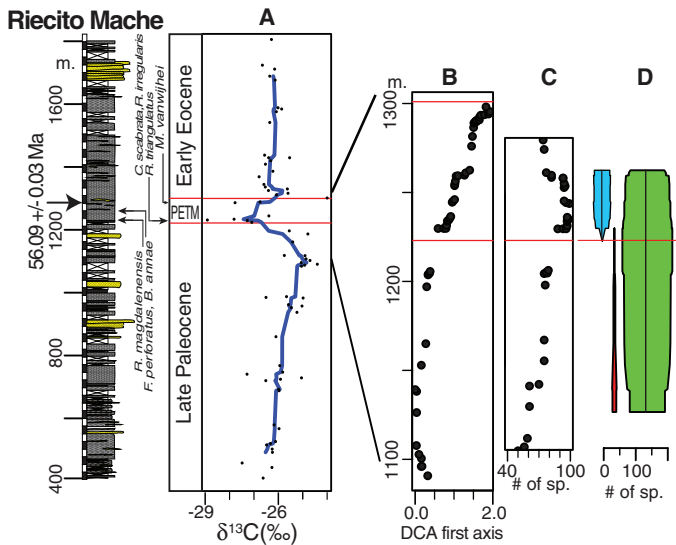 Riecito Mache
A
B
C
D
m.
1600
1200
800
400
56.09 +/- 0.03 Ma
C. scabrata, R. irregularis
R. triangulatus
M. vanwijhei
R. magdalenensis
F. perforatus, B. annae
Early Eocene
PETM
Late Paleocene
-29
-26
δ¹³C(‰)
m.
1300
1200
1100
0.0
2.0
DCA first axis
40
100
# of sp.
0
100
# of sp.